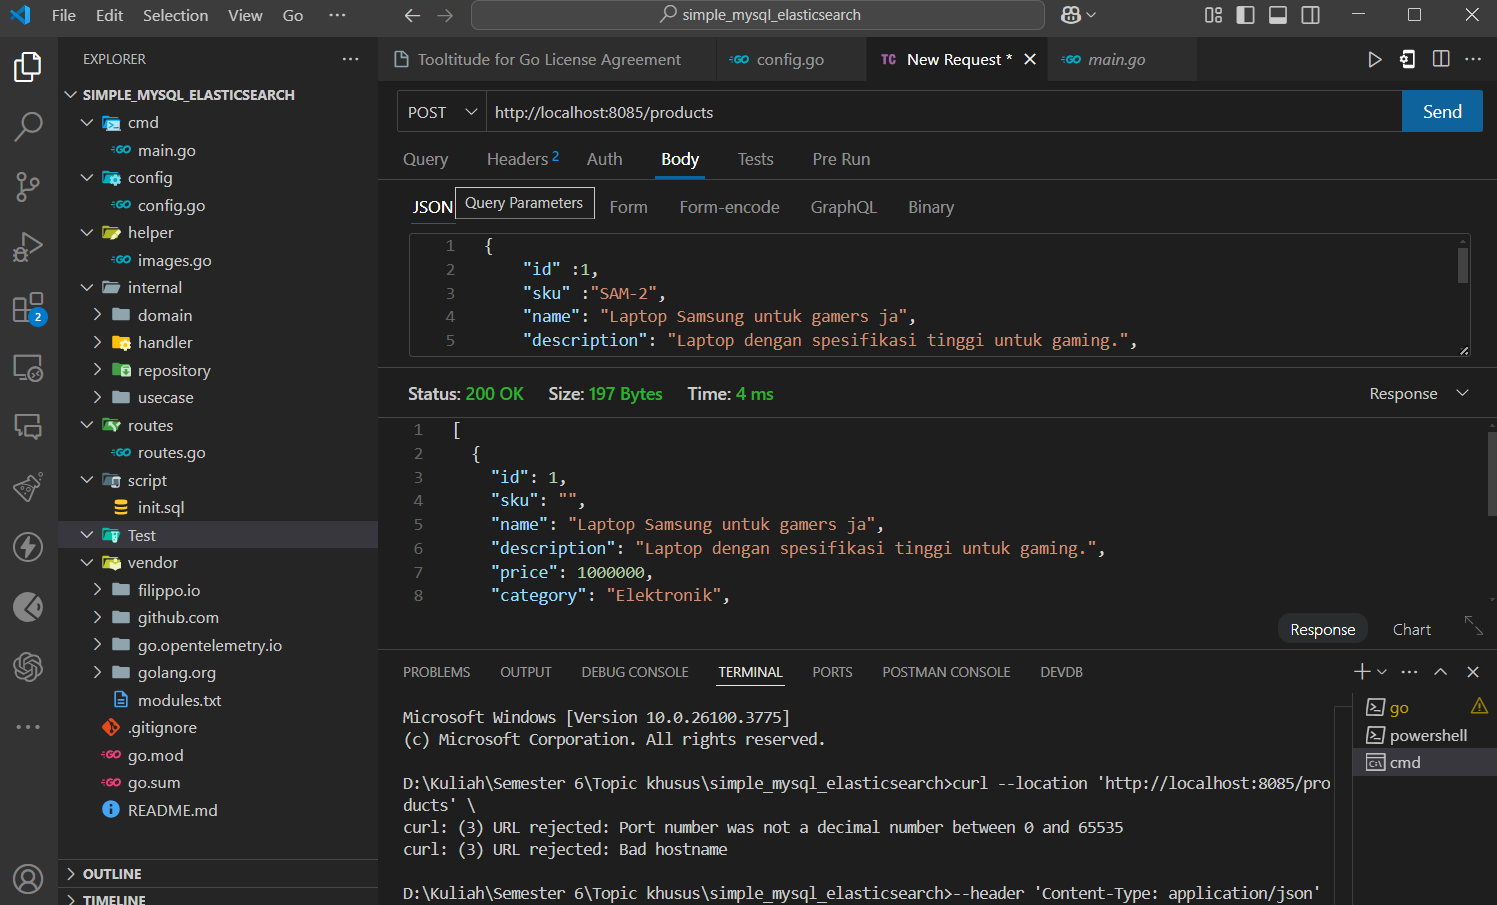 File Edit Selection View Go ···
simple_mysql_elasticsearch
EXPLORER
SIMPLE_MYSQL_ELASTICSEARCH
cmd
main.go
config
config.go
helper
images.go
internal
domain
handler
repository
usecase
routes
routes.go
script
init.sql
Test
vendor
filippo.io
github.com
go.opentelemetry.io
golang.org
modules.txt
.gitignore
go.mod
go.sum
README.md
OUTLINE
TIMELINE
2
Tooltitude for Go License Agreement
config.go
TC New Request *
main.go
POST http://localhost:8085/products Send
Query Headers 2 Auth Body Tests Pre Run
JSON Query Parameters Form Form-encode GraphQL Binary
1 {
2 "id" :1,
3 "sku" :"SAM-2",
4 "name": "Laptop Samsung untuk gamers ja",
5 "description": "Laptop dengan spesifikasi tinggi untuk gaming.",
Status: 200 OK Size: 197 Bytes Time: 4 ms Response
1 [
2 {
3 "id": 1,
4 "sku": "",
5 "name": "Laptop Samsung untuk gamers ja",
6 "description": "Laptop dengan spesifikasi tinggi untuk gaming.",
7 "price": 1000000,
8 "category": "Elektronik",
Response Chart
PROBLEMS OUTPUT DEBUG CONSOLE TERMINAL PORTS POSTMAN CONSOLE DEVDB
Microsoft Windows [Version 10.0.26100.3775]
(c) Microsoft Corporation. All rights reserved.
D:\Kuliah\Semester 6\Topic khusus\simple_mysql_elasticsearch>curl --location 'http://localhost:8085/pro
ducts' \
curl: (3) URL rejected: Port number was not a decimal number between 0 and 65535
curl: (3) URL rejected: Bad hostname
D:\Kuliah\Semester 6\Topic khusus\simple_mysql_elasticsearch>--header 'Content-Type: application/json'
go
powershell
cmd